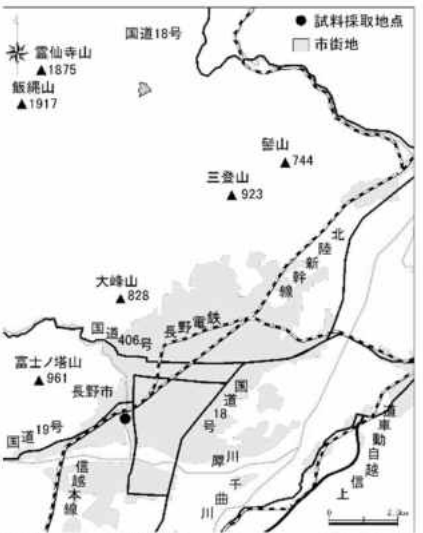 ● 試料採取地点
市街地
国道18号
霊仙寺山
▲1875
飯縄山
▲1917
髻山
▲744
三登山
▲923
北陸新幹線
大峰山
▲828
長野電鉄
国道406号
富士ノ塔山
▲961
長野市
国道18号
国道19号
信越本線
犀川
千曲川
上信越自動車道
0